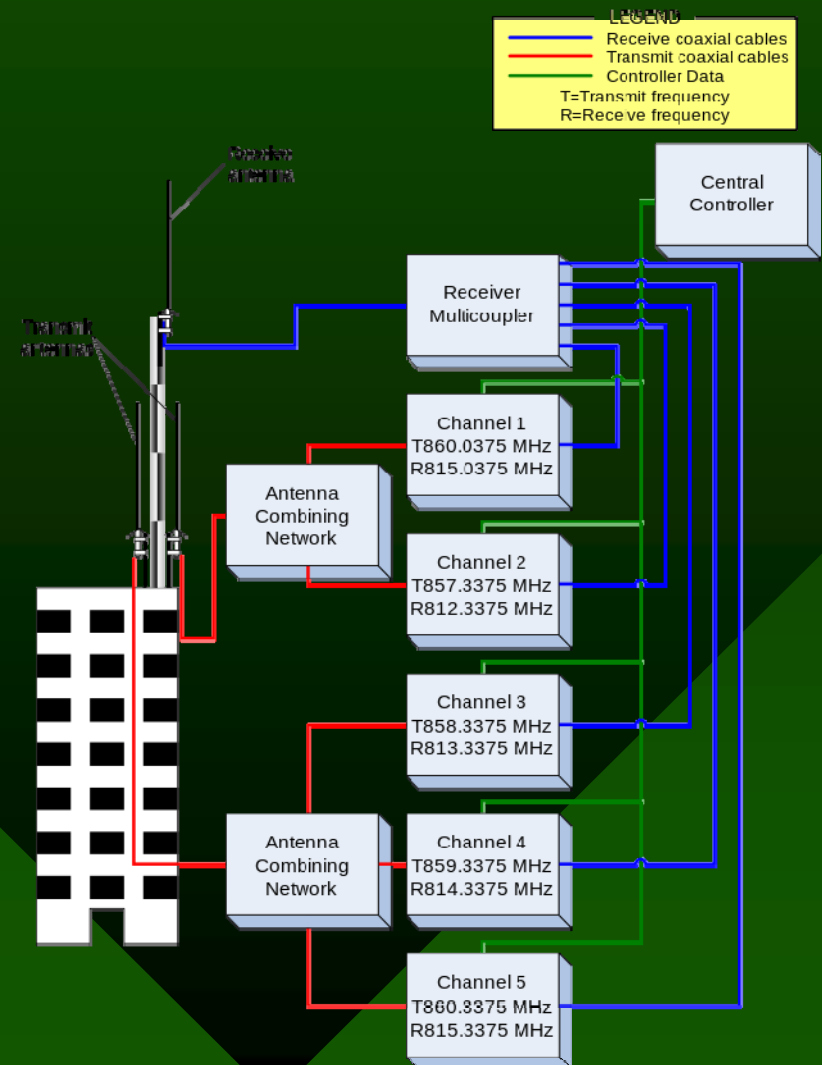 LEGEND
Receive coaxial cables
Transmit coaxial cables
Controller Data
T=Transmit frequency
R=Receive frequency
Central
Controller
Receiver
Multicoupler
Channel 1
T860.0375 MHz
R815.0375 MHz
Antenna
Combining
Network
Channel 2
T857.3375 MHz
R812.3375 MHz
Channel 3
T858.3375 MHz
R813.3375 MHz
Antenna
Combining
Network
Channel 4
T859.3375 MHz
R814.3375 MHz
Channel 5
T860.3375 MHz
R815.3375 MHz